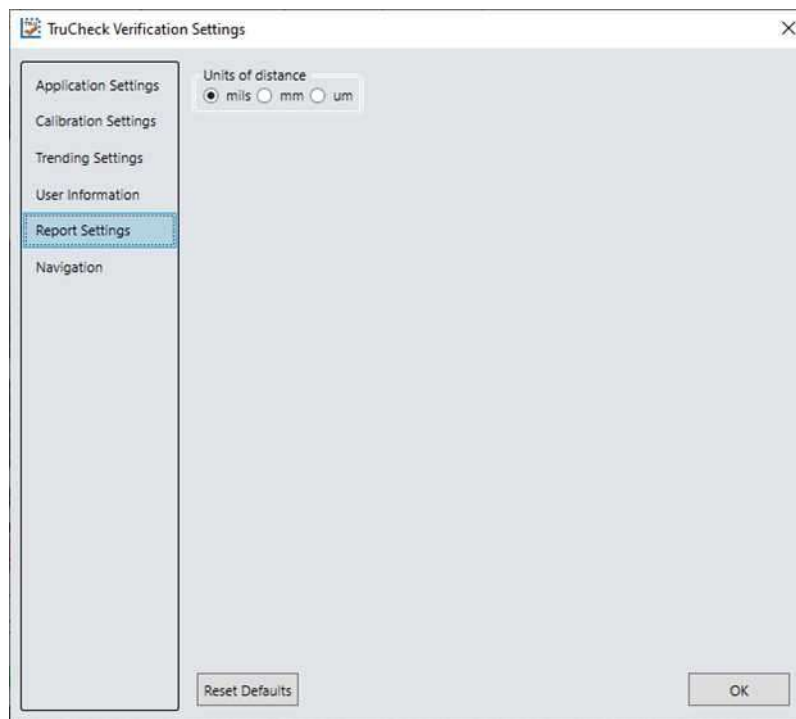 TruCheck Verification Settings
Application Settings
Calibration Settings
Trending Settings
User Information
Report Settings
Navigation
Units of distance
mils mm um
Reset Defaults
OK